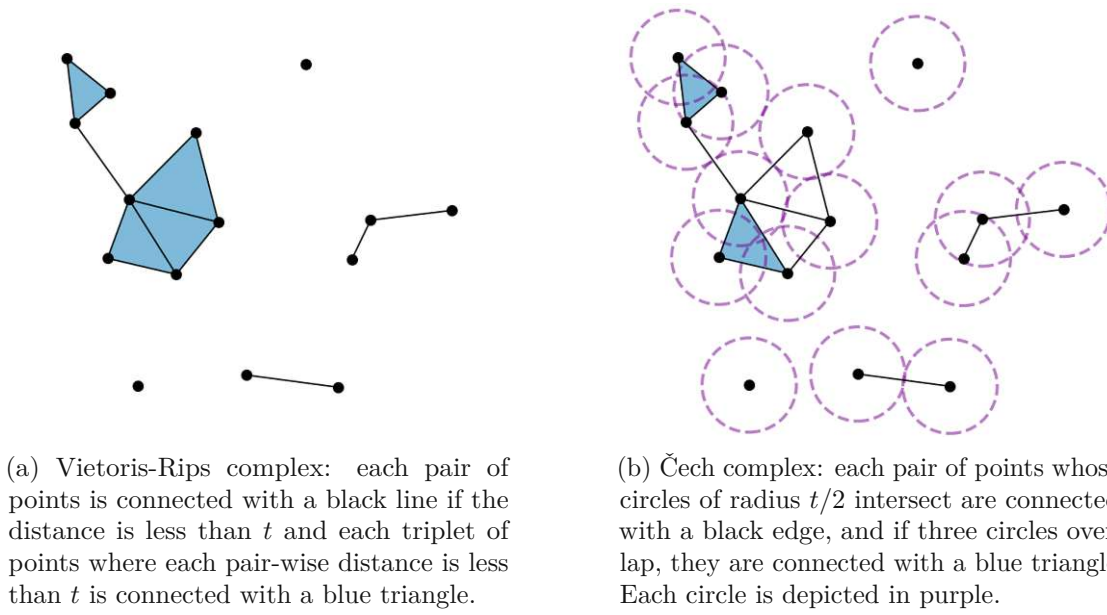 (a) Vietoris-Rips complex: each pair of
points is connected with a black line if the
distance is less than t and each triplet of
points where each pair-wise distance is less
than t is connected with a blue triangle.
(b) Čech complex: each pair of points whos
circles of radius t/2 intersect are connected
with a black edge, and if three circles over
lap, they are connected with a blue triangle
Each circle is depicted in purple.